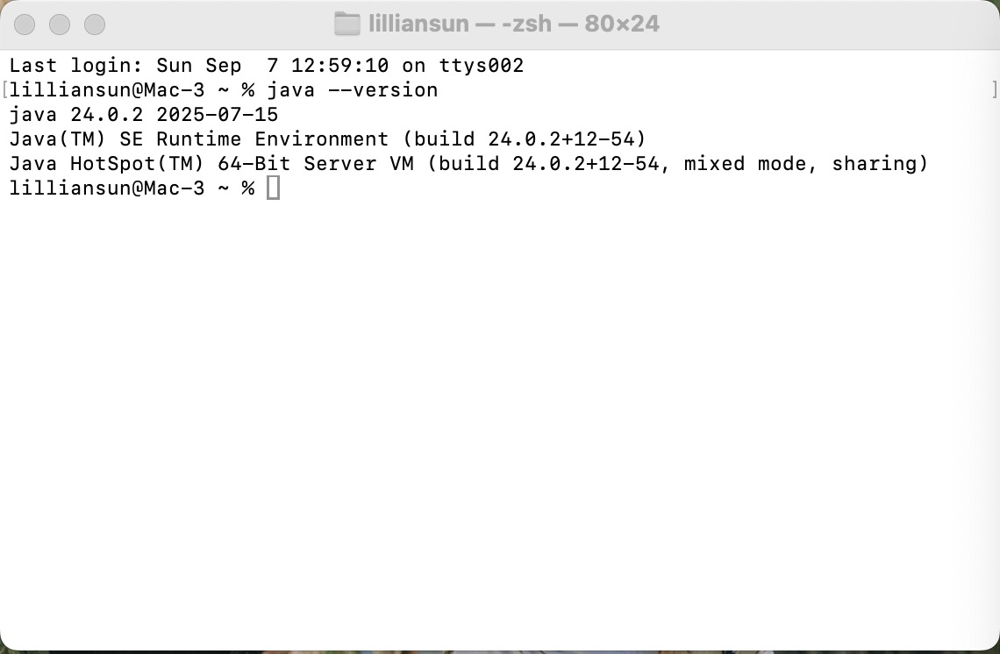 lilliansun — -zsh — 80×24
Last login: Sun Sep  7 12:59:10 on ttys002
[lilliansun@Mac-3 ~ % java --version ]
java 24.0.2 2025-07-15
Java(TM) SE Runtime Environment (build 24.0.2+12-54)
Java HotSpot(TM) 64-Bit Server VM (build 24.0.2+12-54, mixed mode, sharing)
lilliansun@Mac-3 ~ %